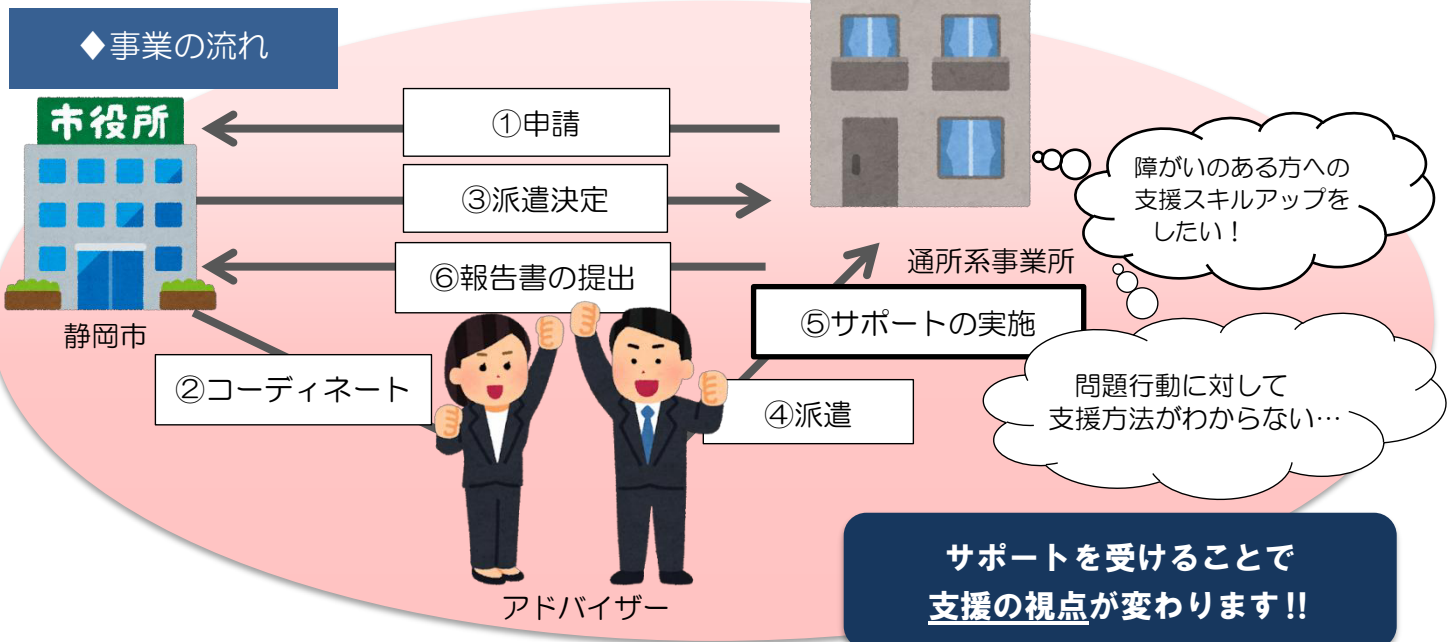 ◆事業の流れ
市役所
静岡市
①申請
③派遣決定
⑥報告書の提出
②コーディネート
アドバイザー
④派遣
⑤サポートの実施
通所系事業所
障がいのある方への
支援スキルアップを
したい！
問題行動に対して
支援方法がわからない…
サポートを受けることで
支援の視点が変わります!!